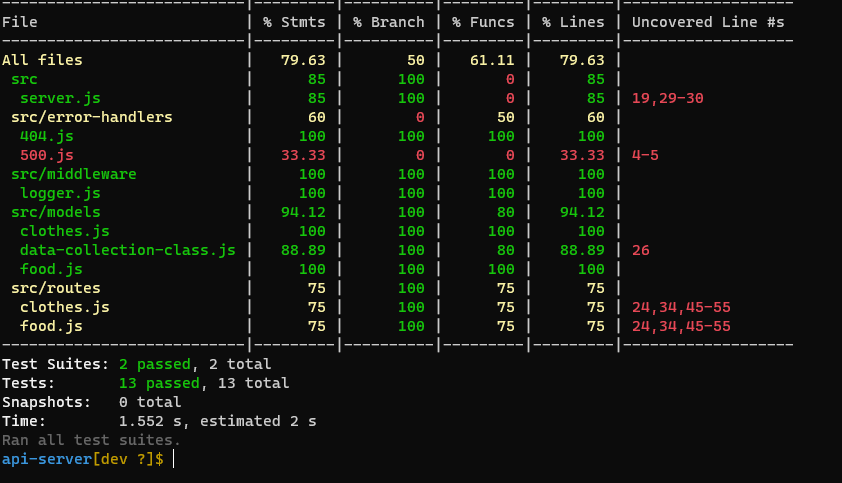 --------------------------|---------|----------|---------|---------|-------------------
File                       | % Stmts | % Branch | % Funcs | % Lines | Uncovered Line #s
--------------------------|---------|----------|---------|---------|-------------------
All files                  |   79.63 |       50 |   61.11 |   79.63 |
 src                       |      85 |      100 |       0 |      85 |
  server.js                |      85 |      100 |       0 |      85 | 19,29-30
 src/error-handlers        |      60 |        0 |      50 |      60 |
  404.js                   |     100 |      100 |     100 |     100 |
  500.js                   |   33.33 |        0 |       0 |   33.33 | 4-5
 src/middleware            |     100 |      100 |     100 |     100 |
  logger.js                |     100 |      100 |     100 |     100 |
 src/models                |   94.12 |      100 |      80 |   94.12 |
  clothes.js               |     100 |      100 |     100 |     100 |
  data-collection-class.js |   88.89 |      100 |      80 |   88.89 | 26
  food.js                  |     100 |      100 |     100 |     100 |
 src/routes                |      75 |      100 |      75 |      75 |
  clothes.js               |      75 |      100 |      75 |      75 | 24,34,45-55
  food.js                  |      75 |      100 |      75 |      75 | 24,34,45-55
--------------------------|---------|----------|---------|---------|-------------------
Test Suites: 2 passed, 2 total
Tests:       13 passed, 13 total
Snapshots:   0 total
Time:        1.552 s, estimated 2 s
Ran all test suites.
api-server[dev ?]$